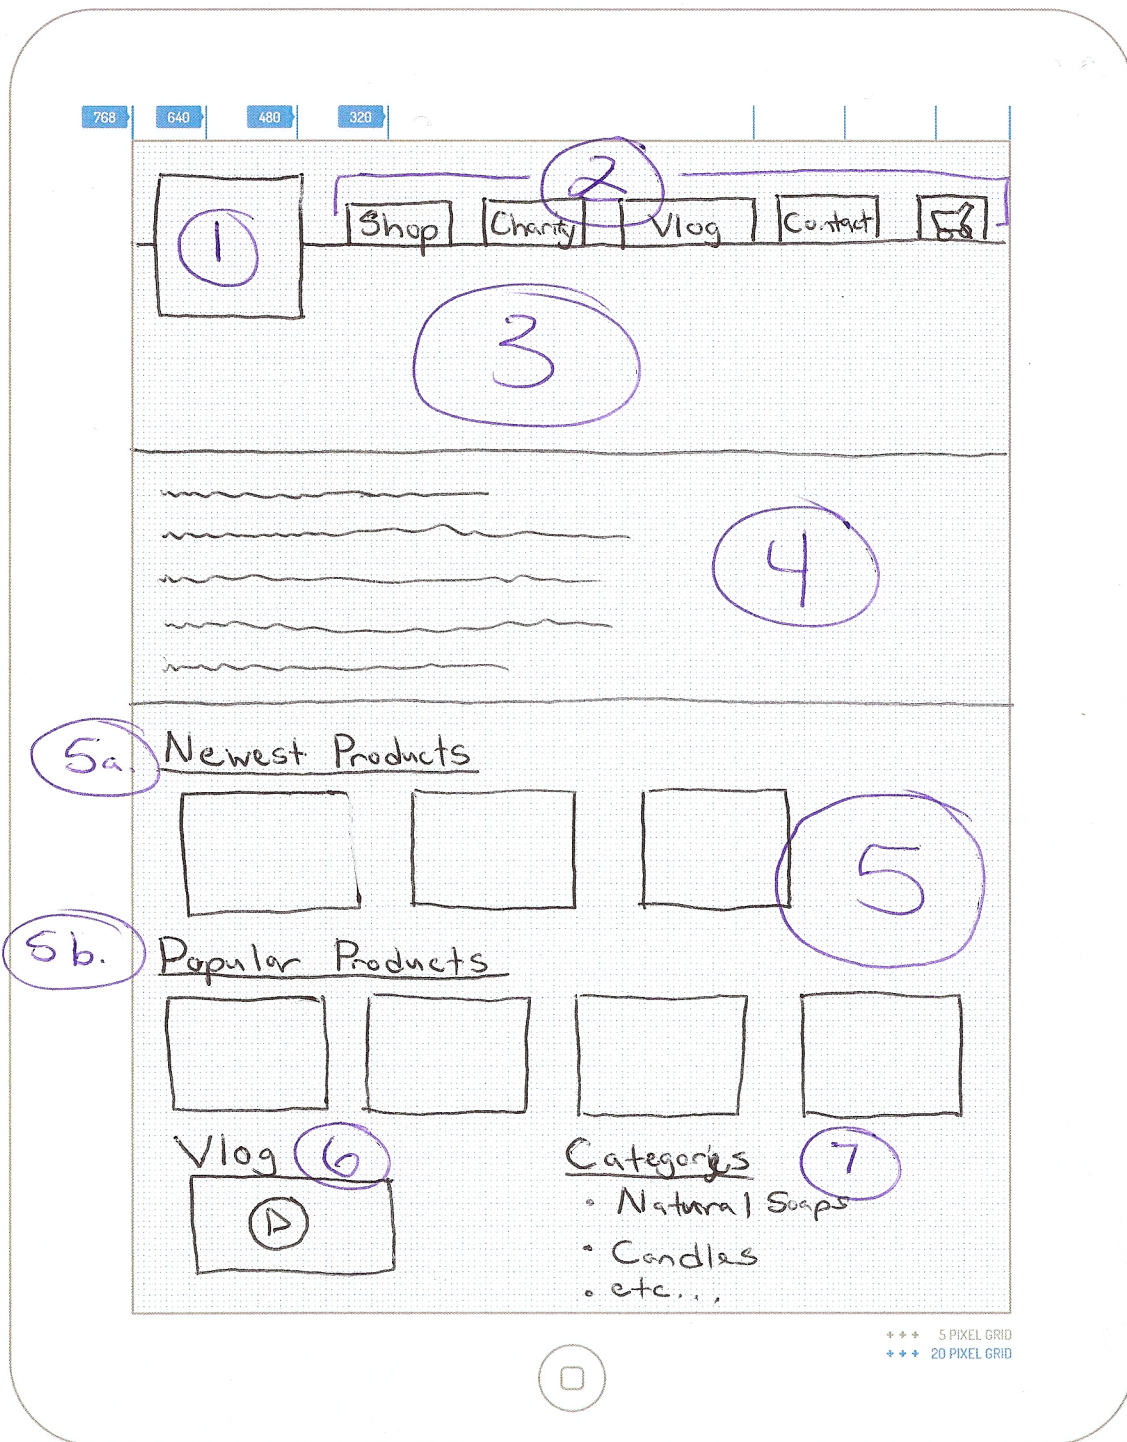 768 640 480 320
2
1
Shop Charity Vlog Contact
3
4
5a. Newest Products
5
5b. Popular Products
Vlog 6
Categories 7
• Natural Soaps
• Candles
• etc...
+++ 5 PIXEL GRID
+++ 20 PIXEL GRID